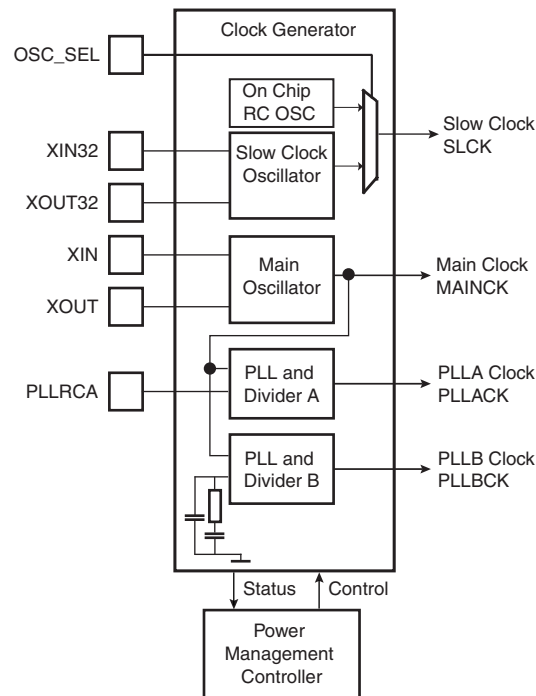 Clock Generator
OSC_SEL
On Chip
RC OSC
Slow Clock
SLCK
XIN32
Slow Clock
Oscillator
XOUT32
XIN
Main
Oscillator
Main Clock
MAINCK
XOUT
PLL and
Divider A
PLLA Clock
PLLACK
PLLRCA
PLL and
Divider B
PLLB Clock
PLLBCK
Status
Control
Power
Management
Controller